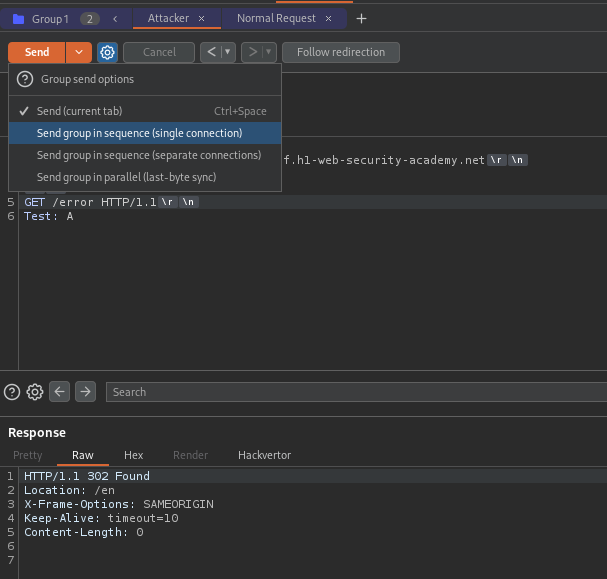 Group 1 2 < Attacker × Normal Request × +
Send Cancel < > Follow redirection
? Group send options
✓ Send (current tab) Ctrl+Space
Send group in sequence (single connection)
Send group in sequence (separate connections)
Send group in parallel (last-byte sync)
f.h1-web-security-academy.net \r \n
5 GET /error HTTP/1.1 \r \n
6 Test: A
? Search
Response
Pretty Raw Hex Render Hackvertor
1 HTTP/1.1 302 Found
2 Location: /en
3 X-Frame-Options: SAMEORIGIN
4 Keep-Alive: timeout=10
5 Content-Length: 0
6
7